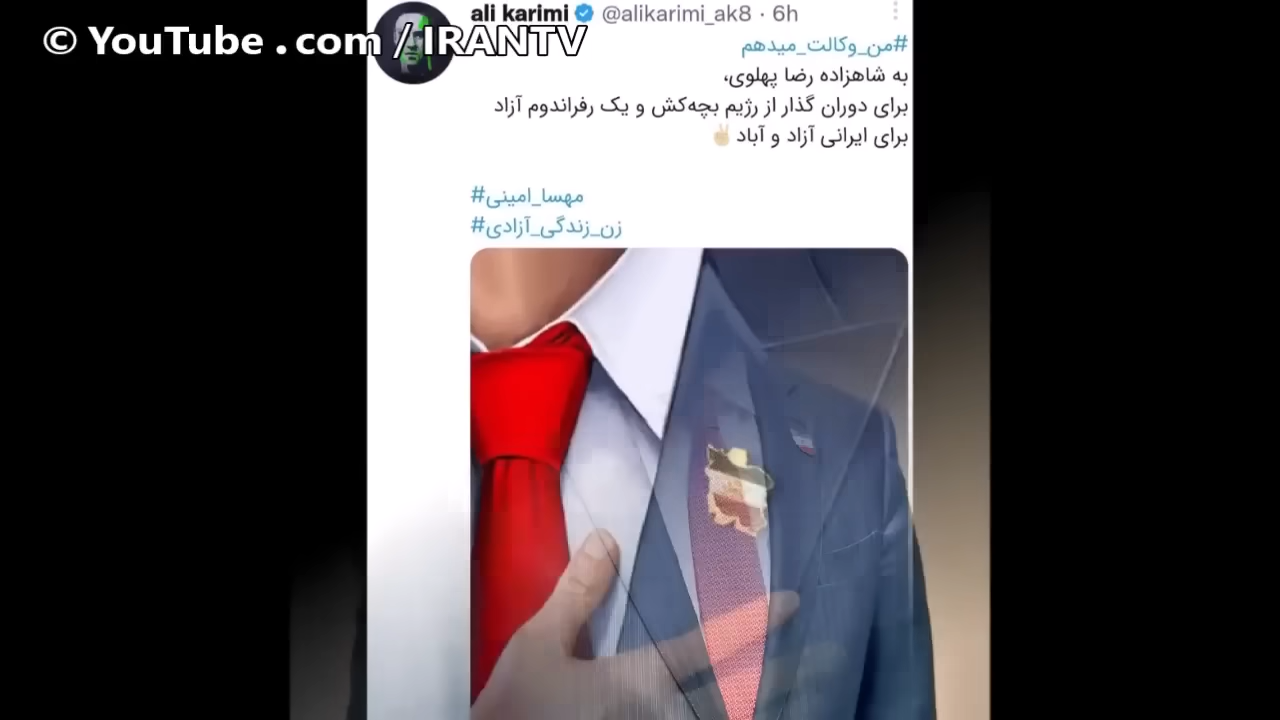 © YouTube . com / IRANTV
ali karimi @alikarimi_ak8 · 6h
#من_وکالت_میدهم
به شاهزاده رضا پهلوی،
برای دوران گذار از رژیم بچه‌کش و یک رفراندوم آزاد
برای ایرانی آزاد و آباد✌🏼
#مهسا_امینی
#زن_زندگی_آزادی